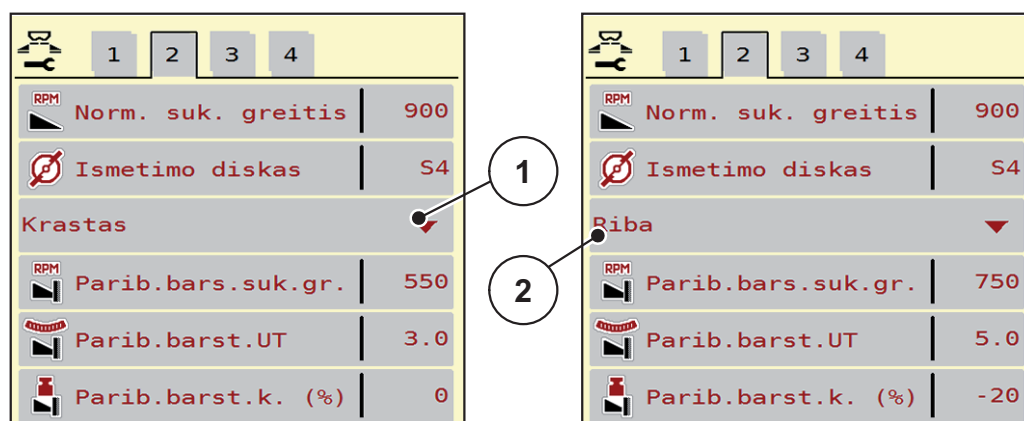 1 2 3 4
RPM
Norm. suk. greitis 900
Ismetimo diskas S4
Krastas
RPM
Parib.bars.suk.gr. 550
Parib.barst.UT 3.0
Parib.barst.k. (%) 0
1
2
1 2 3 4
RPM
Norm. suk. greitis 900
Ismetimo diskas S4
Riba
RPM
Parib.bars.suk.gr. 750
Parib.barst.UT 5.0
Parib.barst.k. (%) -20